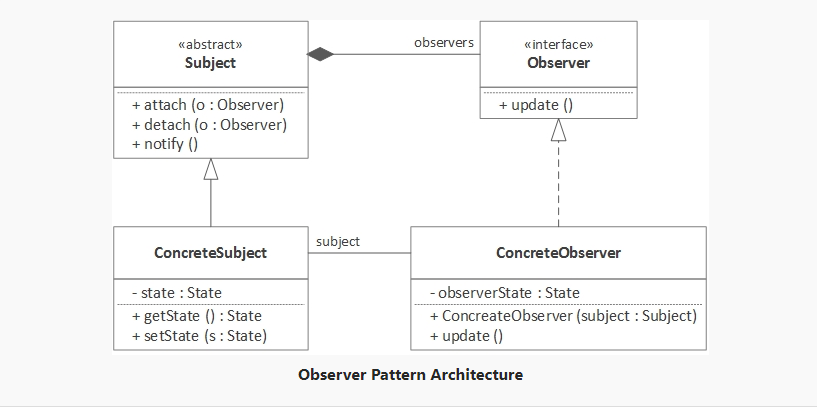 «abstract»
Subject
+ attach (o : Observer)
+ detach (o : Observer)
+ notify ()
observers
«interface»
Observer
+ update ()
ConcreteSubject
- state : State
+ getState () : State
+ setState (s : State)
subject
ConcreteObserver
- observerState : State
+ ConcreateObserver (subject : Subject)
+ update ()
Observer Pattern Architecture